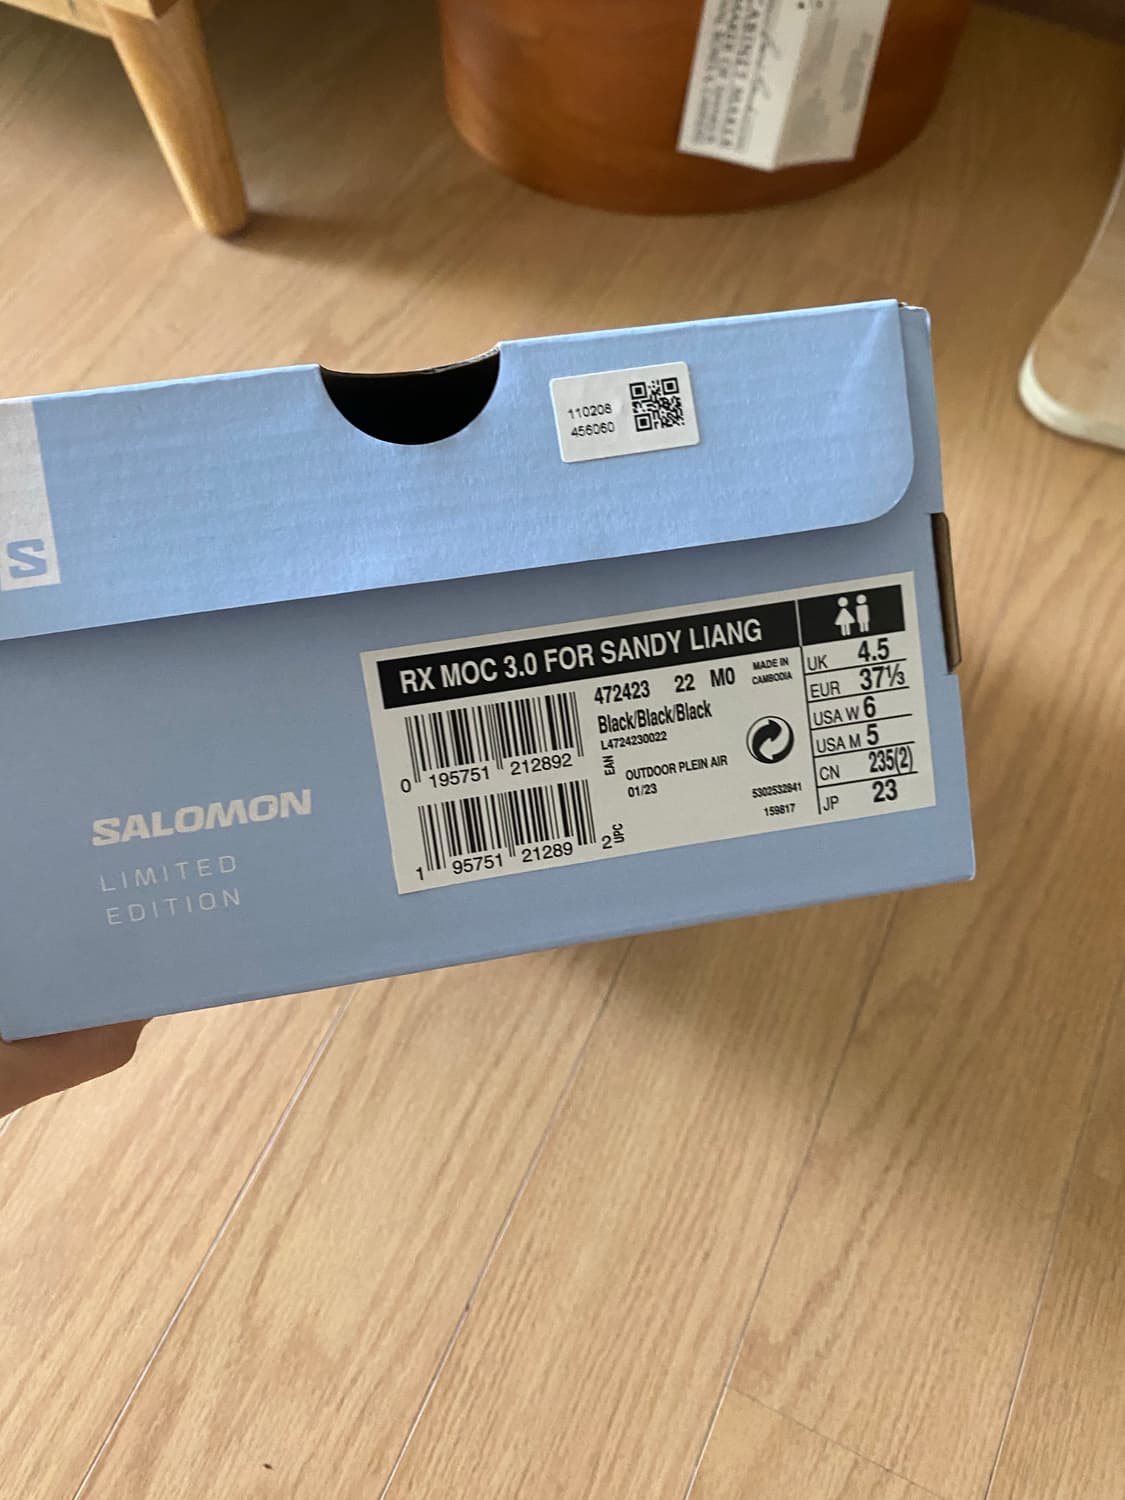 CABINET MAKER
110208
456060
S
RX MOC 3.0 FOR SANDY LIANG
472423 22 M0
MADE IN
CAMBODIA
Black/Black/Black
L4724230022
0 195751 212892
EAN
OUTDOOR PLEIN AIR
01/23
5302532841
159817
1 95751 21289 2
UPC
UK 4.5
EUR 37⅓
USA W 6
USA M 5
CN 235(2)
JP 23
SALOMON
LIMITED
EDITION